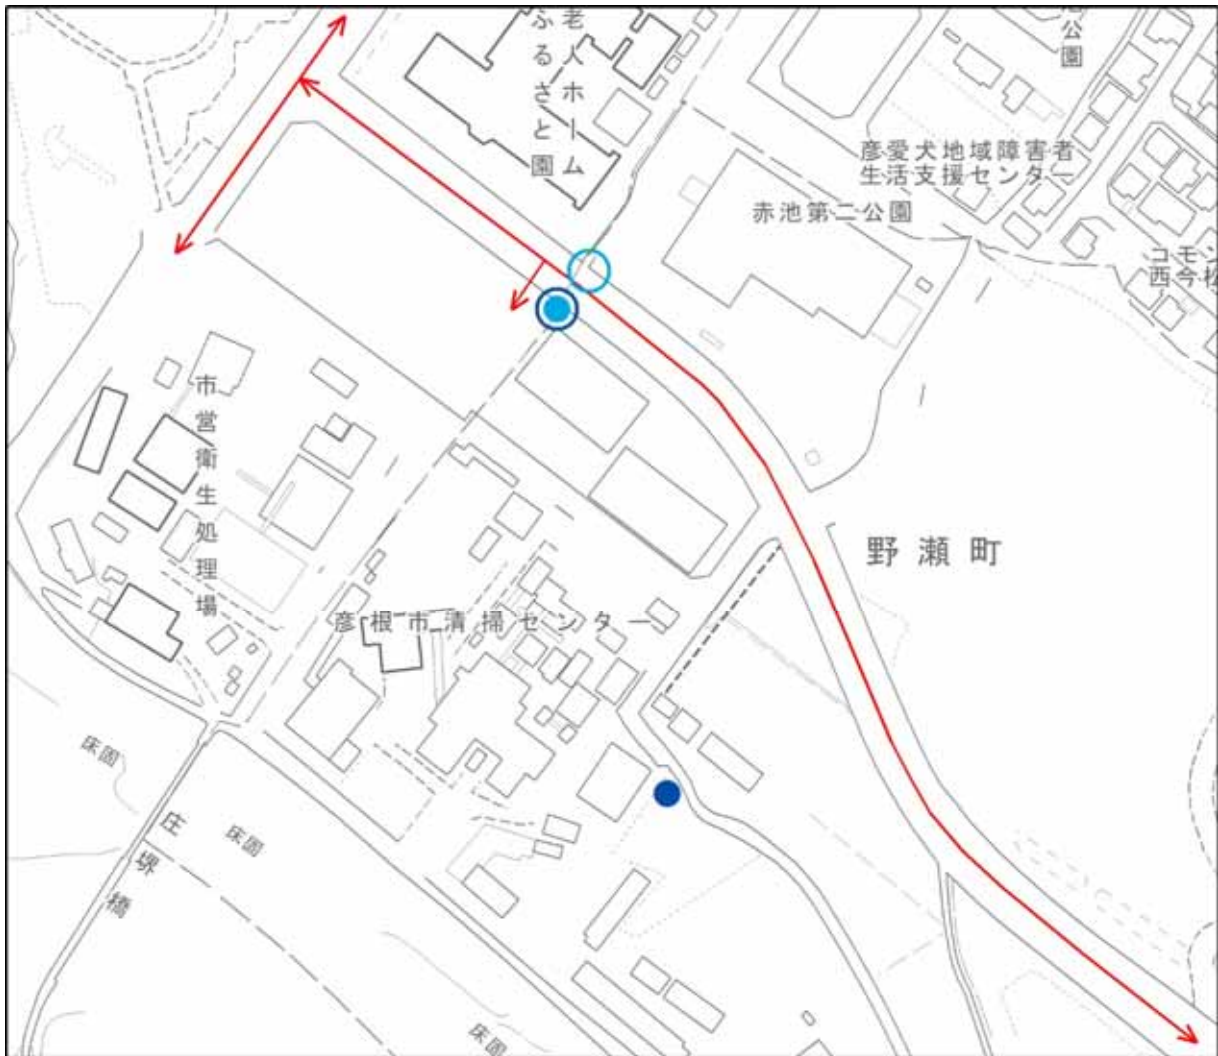 老人ホーム
ふるさと園
公園
彦愛犬地域障害者
生活支援センター
赤池第二公園
コモン
西今松
市営衛生処理場
野瀬町
彦根市清掃センター
床固
床固
庄堺橋
床固